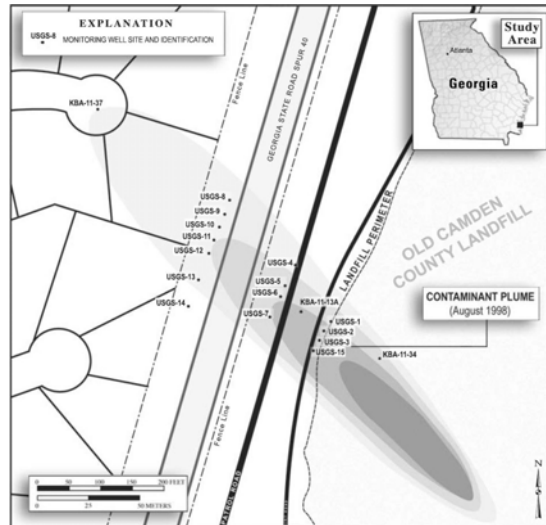 EXPLANATION
USGS-8
MONITORING WELL SITE AND IDENTIFICATION
Study
Area
Atlanta
Georgia
KBA-11-37
Fence Line
GEORGIA STATE ROAD SPUR 40
USGS-8
USGS-9
USGS-10
USGS-11
USGS-12
USGS-13
USGS-14
USGS-4
USGS-5
USGS-6
USGS-7
KBA-11-13A
LANDFILL PERIMETER
OLD CAMDEN
COUNTY LANDFILL
CONTAMINANT PLUME
(August 1998)
USGS-1
USGS-2
USGS-3
USGS-15
KBA-11-34
Fence Line
PATROL ROAD
0 50 100 150 200 FEET
0 25 50 METERS
N